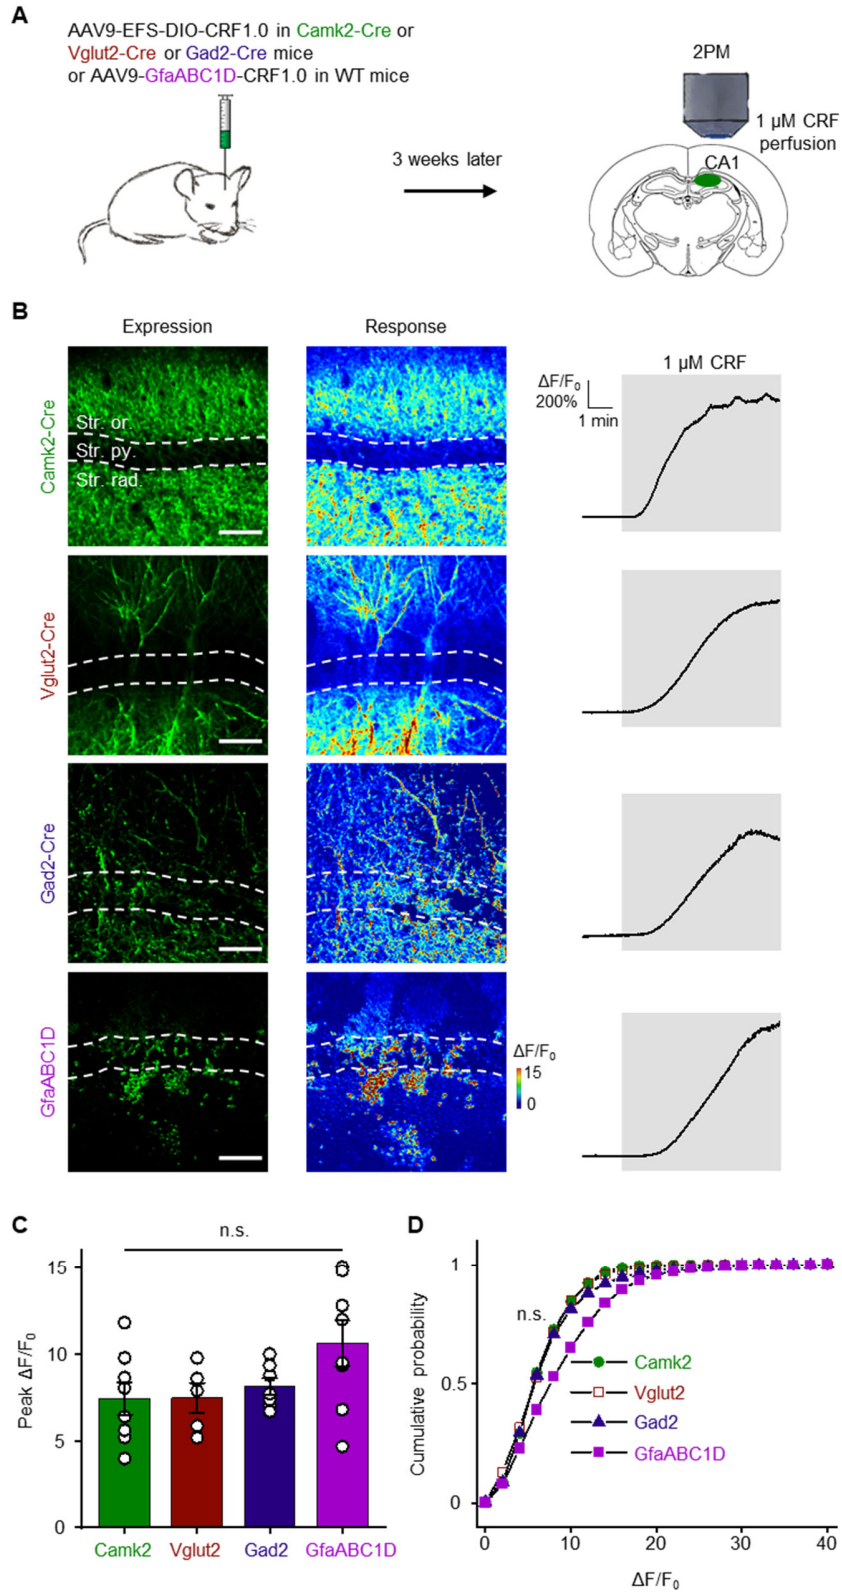 A
AAV9-EFS-DIO-CRF1.0 in Camk2-Cre or
Vglut2-Cre or Gad2-Cre mice
or AAV9-GfaABC1D-CRF1.0 in WT mice
3 weeks later
2PM
1 µM CRF
perfusion
CA1
B
Expression
Response
1 µM CRF
ΔF/F₀
200%
1 min
Camk2-Cre
Str. or.
Str. py.
Str. rad.
Vglut2-Cre
Gad2-Cre
GfaABC1D
ΔF/F₀
15
0
C
n.s.
Peak ΔF/F₀
15
10
5
0
Camk2
Vglut2
Gad2
GfaABC1D
D
Cumulative probability
1
0.5
0
n.s.
Camk2
Vglut2
Gad2
GfaABC1D
0
10
20
30
40
ΔF/F₀